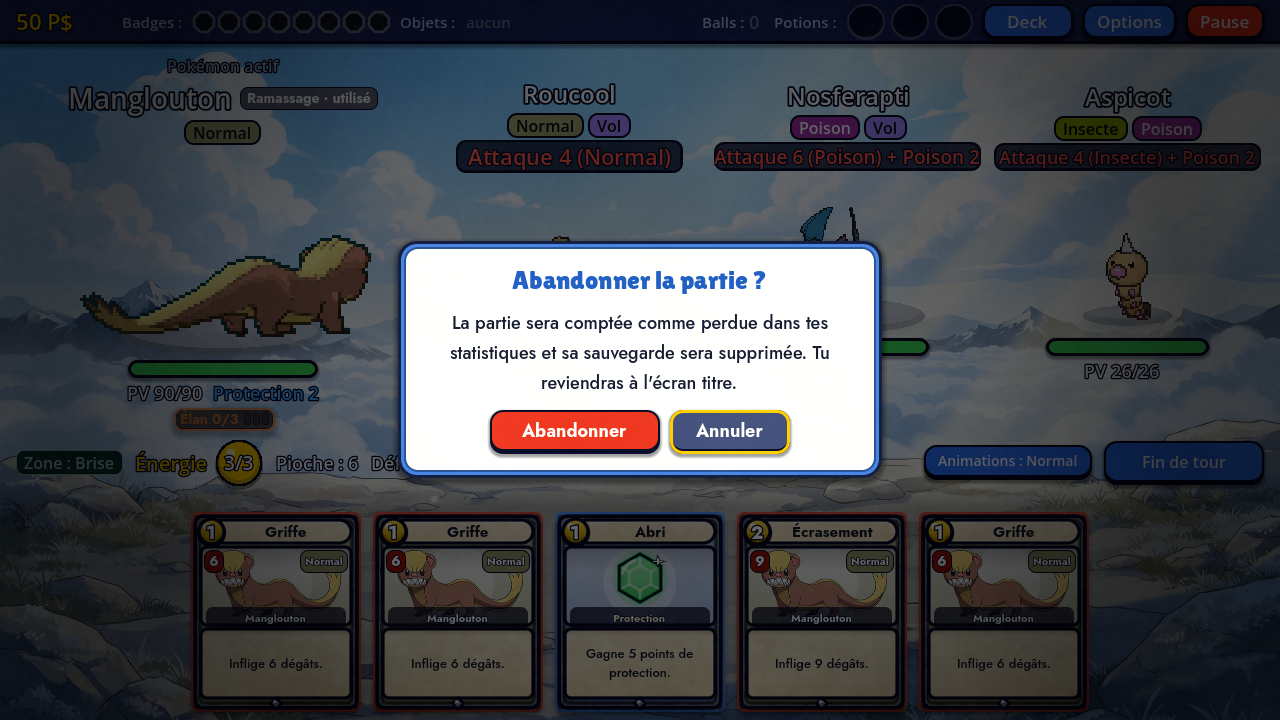 50 P$
Badges :
Objets : aucun
Balls : 0
Potions :
Deck
Options
Pause
Pokémon actif
Manglouton
Ramassage · utilisé
Normal
Roucool
Normal
Vol
Attaque 4 (Normal)
Nosferapti
Poison
Vol
Attaque 6 (Poison) + Poison 2
Aspicot
Insecte
Poison
Attaque 4 (Insecte) + Poison 2
PV 90/90 Protection 2
Élan 0/3
PV 26/26
Abandonner la partie ?
La partie sera comptée comme perdue dans tes
statistiques et sa sauvegarde sera supprimée. Tu
reviendras à l'écran titre.
Abandonner
Annuler
Zone : Brise
Énergie
3/3
Pioche : 6
Animations : Normal
Fin de tour
1
Griffe
6
Normal
Manglouton
Inflige 6 dégâts.
1
Griffe
6
Normal
Manglouton
Inflige 6 dégâts.
1
Abri
Protection
Gagne 5 points de
protection.
2
Écrasement
9
Normal
Manglouton
Inflige 9 dégâts.
1
Griffe
6
Normal
Manglouton
Inflige 6 dégâts.